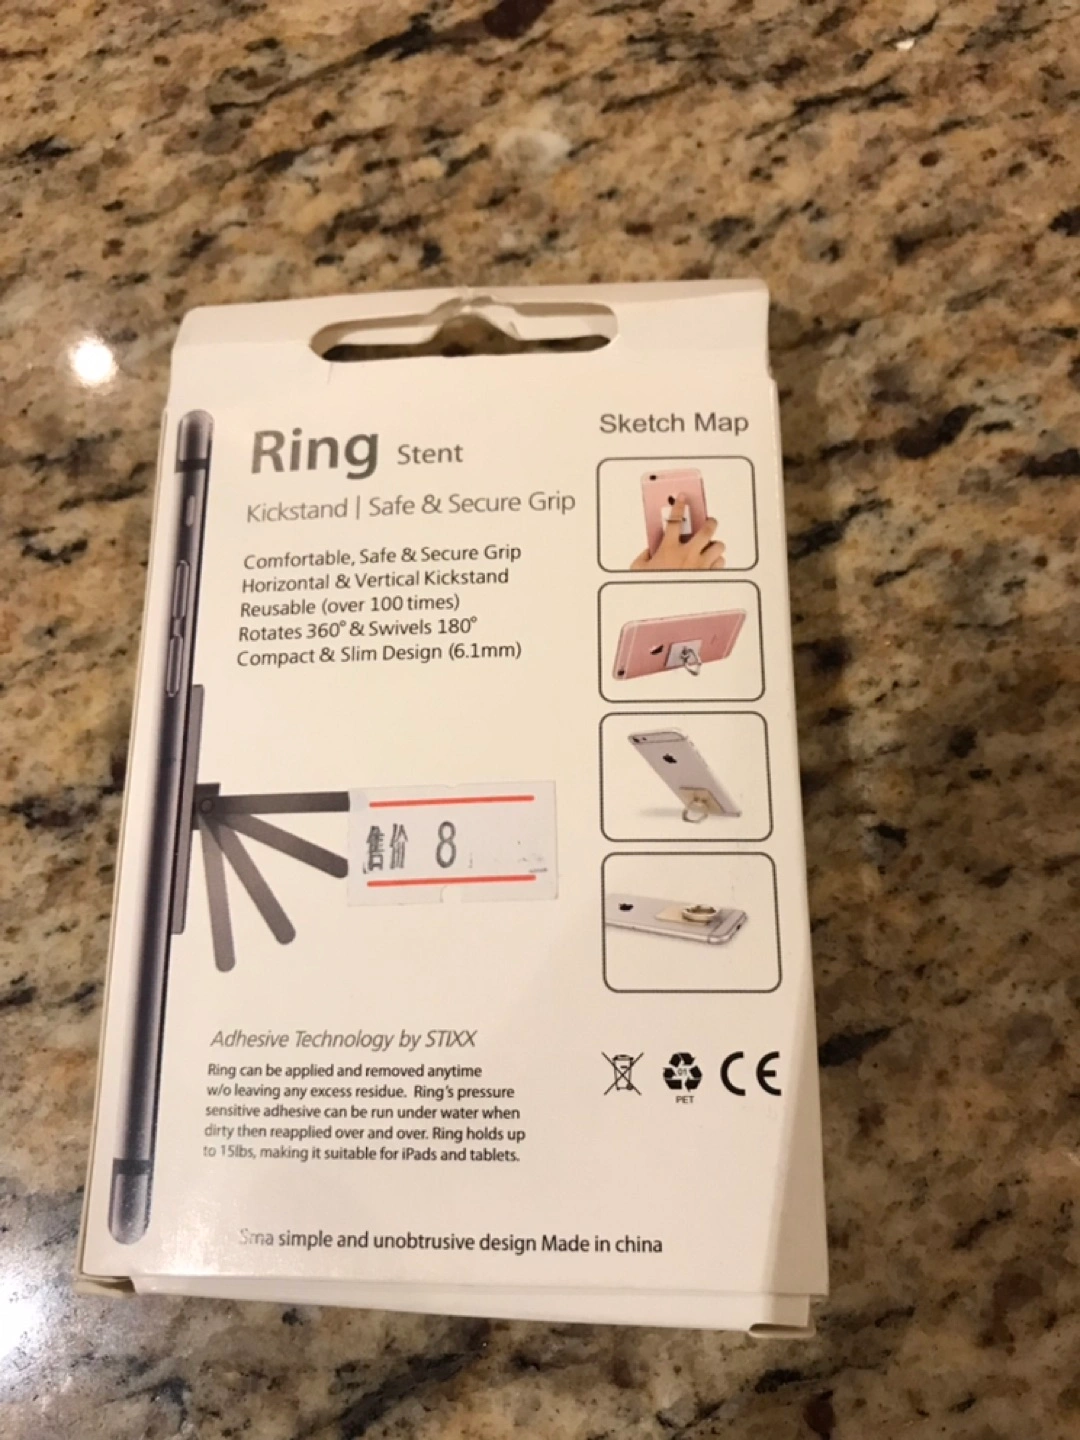 Ring Stent
Kickstand | Safe & Secure Grip
Comfortable, Safe & Secure Grip
Horizontal & Vertical Kickstand
Reusable (over 100 times)
Rotates 360° & Swivels 180°
Compact & Slim Design (6.1mm)
售价 8
Adhesive Technology by STIXX
Ring can be applied and removed anytime
w/o leaving any excess residue. Ring's pressure
sensitive adhesive can be run under water when
dirty then reapplied over and over. Ring holds up
to 15lbs, making it suitable for iPads and tablets.
Sma simple and unobtrusive design Made in china
Sketch Map
01
PET
CE